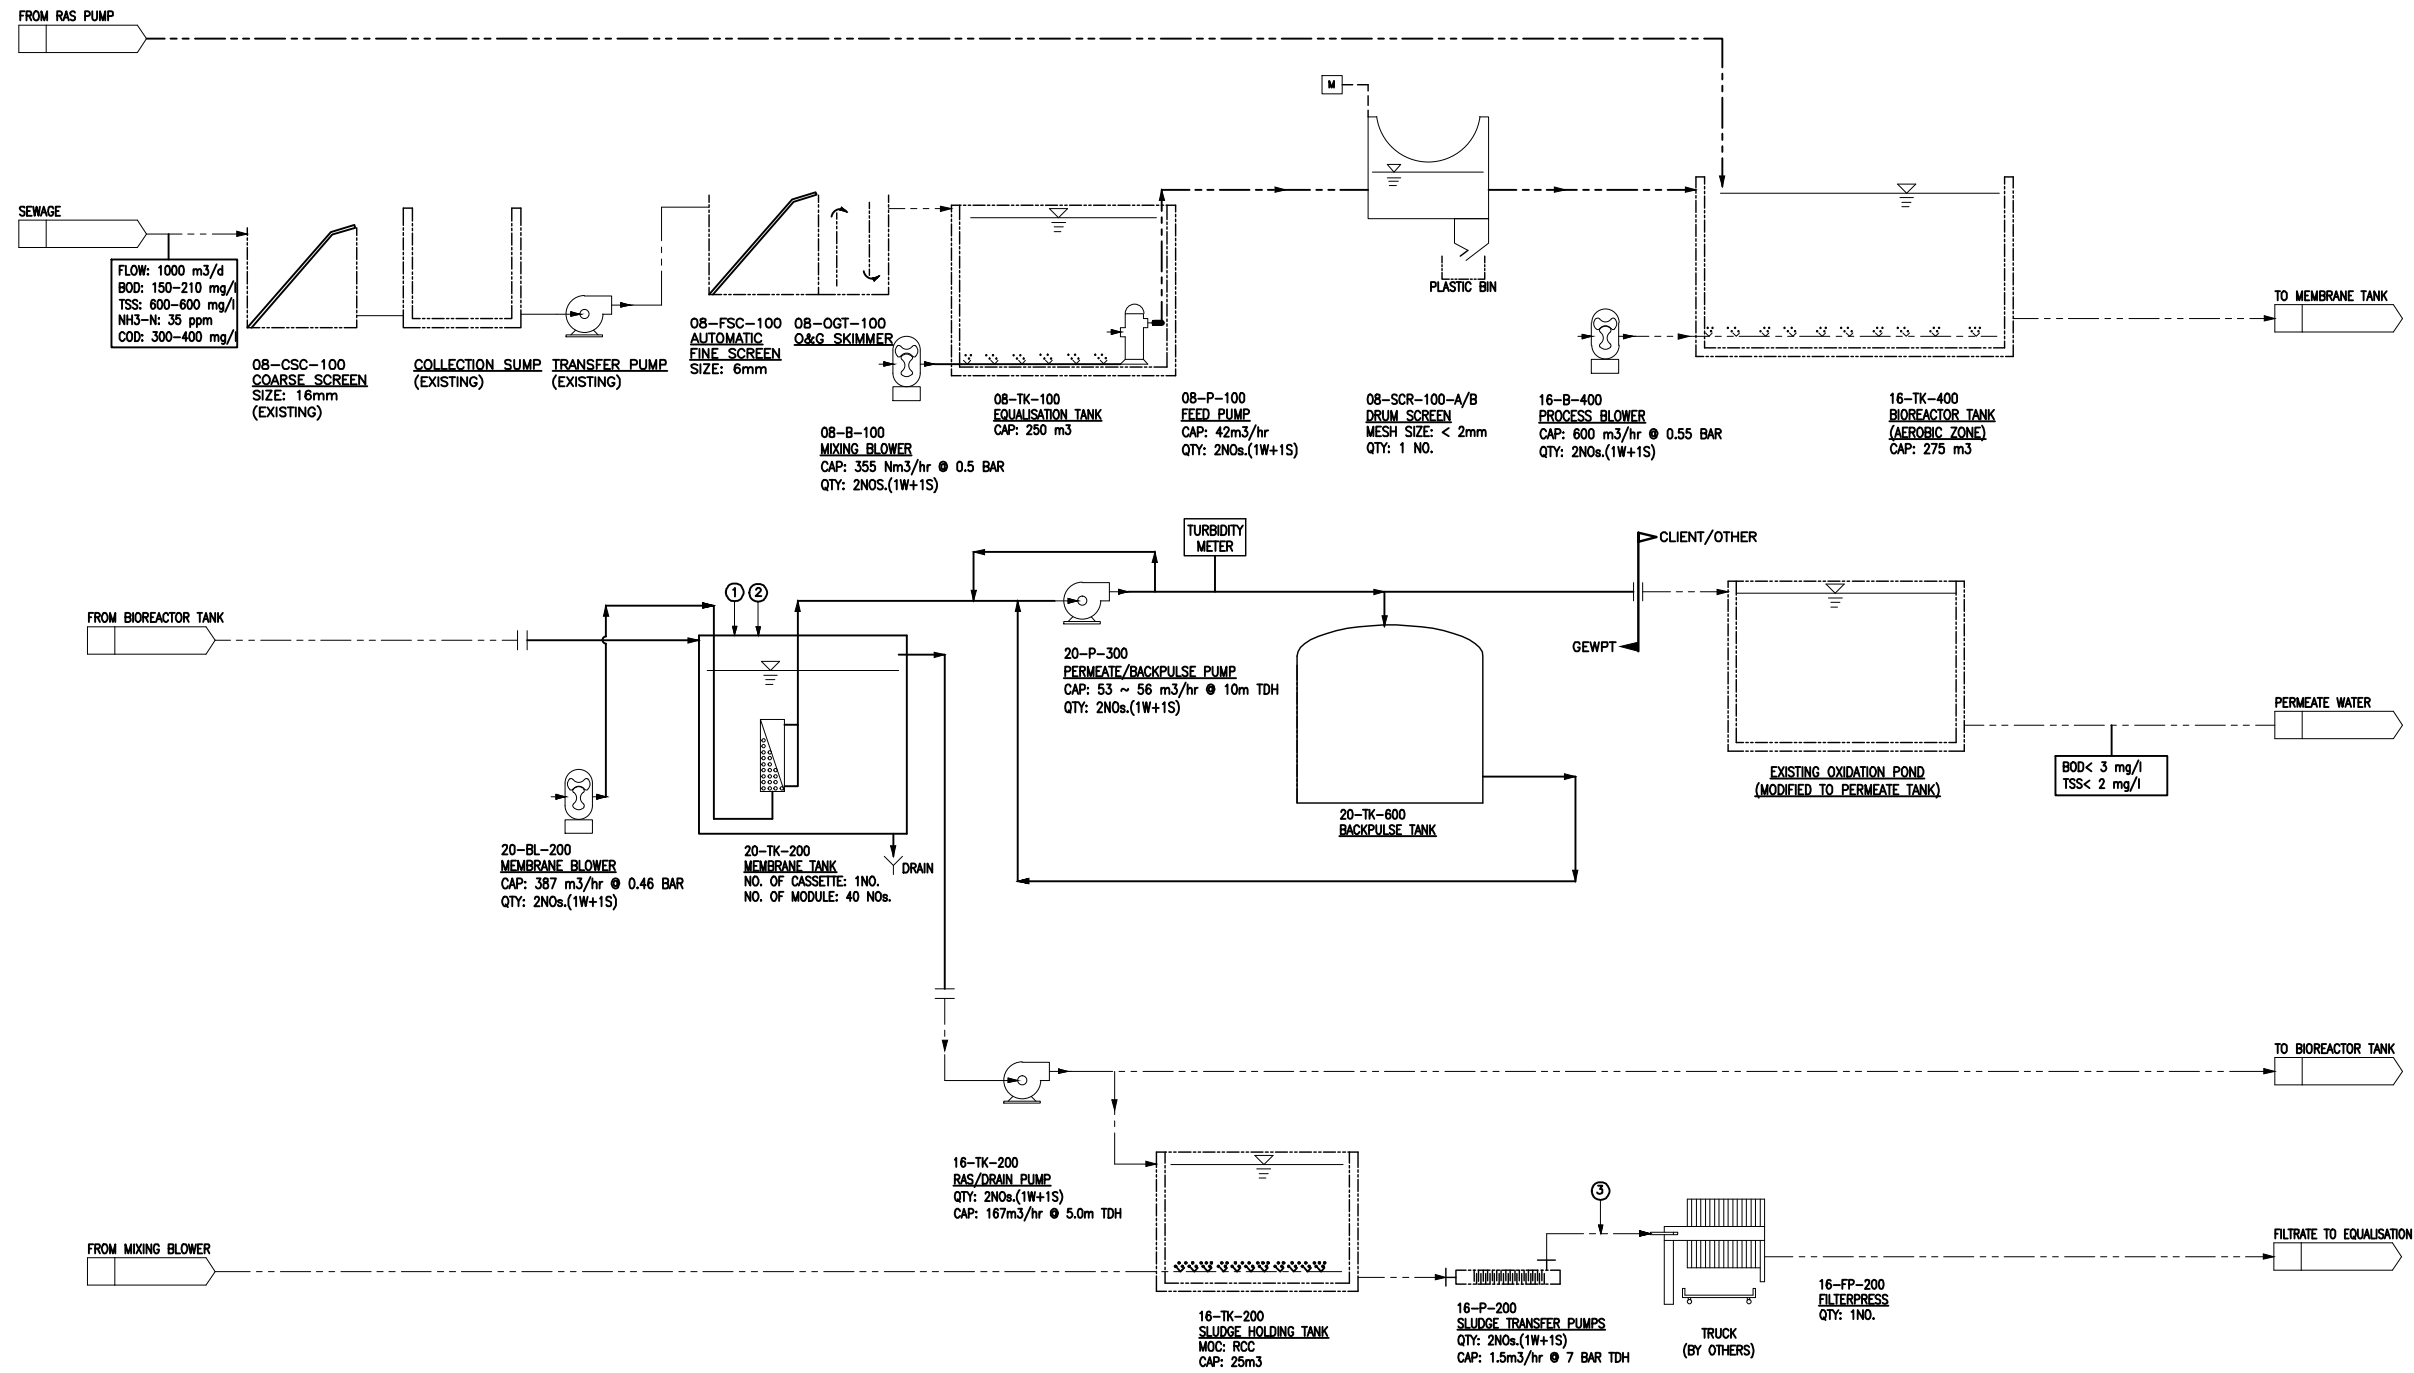 FROM RAS PUMP
M
SEWAGE
FLOW: 1000 m3/d
BOD: 150-210 mg/l
TSS: 600-600 mg/l
NH3-N: 35 ppm
COD: 300-400 mg/l
08-CSC-100
COARSE SCREEN
SIZE: 16mm
(EXISTING)
COLLECTION SUMP
(EXISTING)
TRANSFER PUMP
(EXISTING)
08-FSC-100
AUTOMATIC
FINE SCREEN
SIZE: 6mm
08-OGT-100
O&G SKIMMER
08-B-100
MIXING BLOWER
CAP: 355 Nm3/hr @ 0.5 BAR
QTY: 2NOS.(1W+1S)
08-TK-100
EQUALISATION TANK
CAP: 250 m3
08-P-100
FEED PUMP
CAP: 42m3/hr
QTY: 2NOs.(1W+1S)
PLASTIC BIN
08-SCR-100-A/B
DRUM SCREEN
MESH SIZE: < 2mm
QTY: 1 NO.
16-B-400
PROCESS BLOWER
CAP: 600 m3/hr @ 0.55 BAR
QTY: 2NOs.(1W+1S)
16-TK-400
BIOREACTOR TANK
(AEROBIC ZONE)
CAP: 275 m3
TO MEMBRANE TANK
FROM BIOREACTOR TANK
1
2
TURBIDITY
METER
CLIENT/OTHER
GEWPT
20-BL-200
MEMBRANE BLOWER
CAP: 387 m3/hr @ 0.46 BAR
QTY: 2NOs.(1W+1S)
20-TK-200
MEMBRANE TANK
NO. OF CASSETTE: 1NO.
NO. OF MODULE: 40 NOs.
DRAIN
20-P-300
PERMEATE/BACKPULSE PUMP
CAP: 53 ~ 56 m3/hr @ 10m TDH
QTY: 2NOs.(1W+1S)
20-TK-600
BACKPULSE TANK
EXISTING OXIDATION POND
(MODIFIED TO PERMEATE TANK)
PERMEATE WATER
BOD< 3 mg/l
TSS< 2 mg/l
TO BIOREACTOR TANK
16-TK-200
RAS/DRAIN PUMP
QTY: 2NOs.(1W+1S)
CAP: 167m3/hr @ 5.0m TDH
FROM MIXING BLOWER
16-TK-200
SLUDGE HOLDING TANK
MOC: RCC
CAP: 25m3
16-P-200
SLUDGE TRANSFER PUMPS
QTY: 2NOs.(1W+1S)
CAP: 1.5m3/hr @ 7 BAR TDH
3
TRUCK
(BY OTHERS)
16-FP-200
FILTERPRESS
QTY: 1NO.
FILTRATE TO EQUALISATION